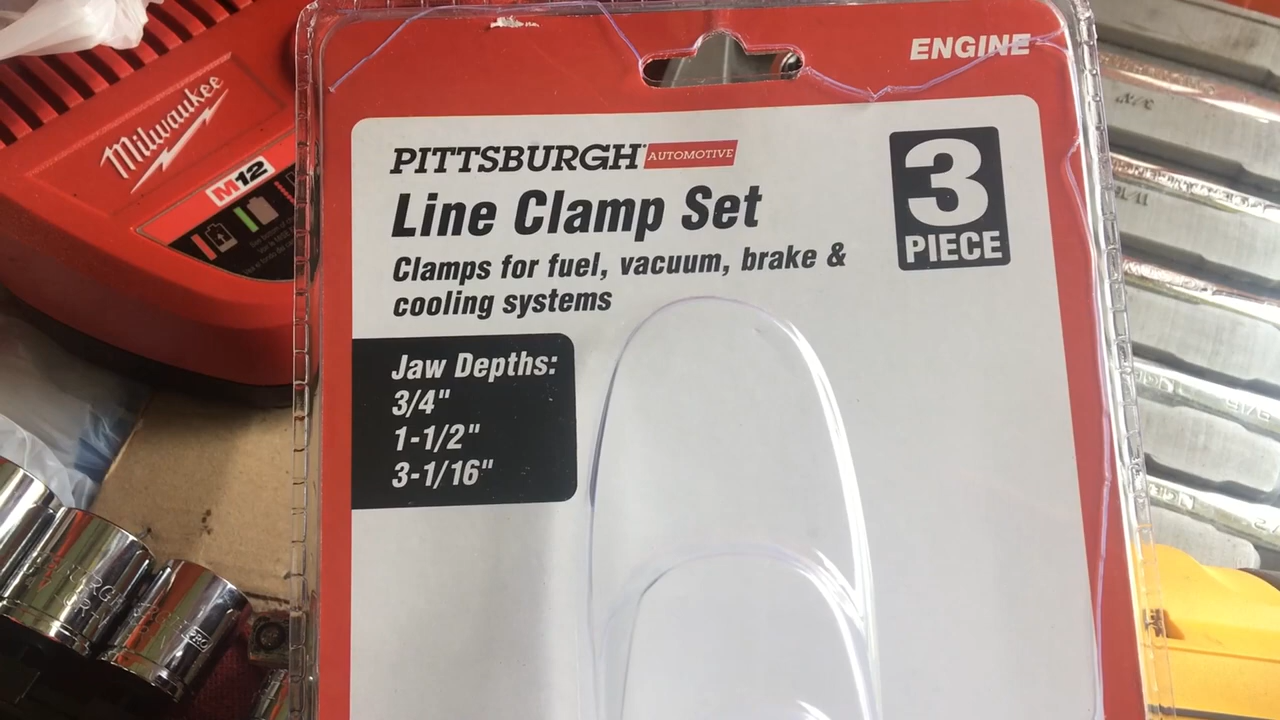 ENGINE
Milwaukee
M12
PITTSBURGH AUTOMOTIVE
3
PIECE
Line Clamp Set
Clamps for fuel, vacuum, brake &
cooling systems
Jaw Depths:
3/4"
1-1/2"
3-1/16"
PRO